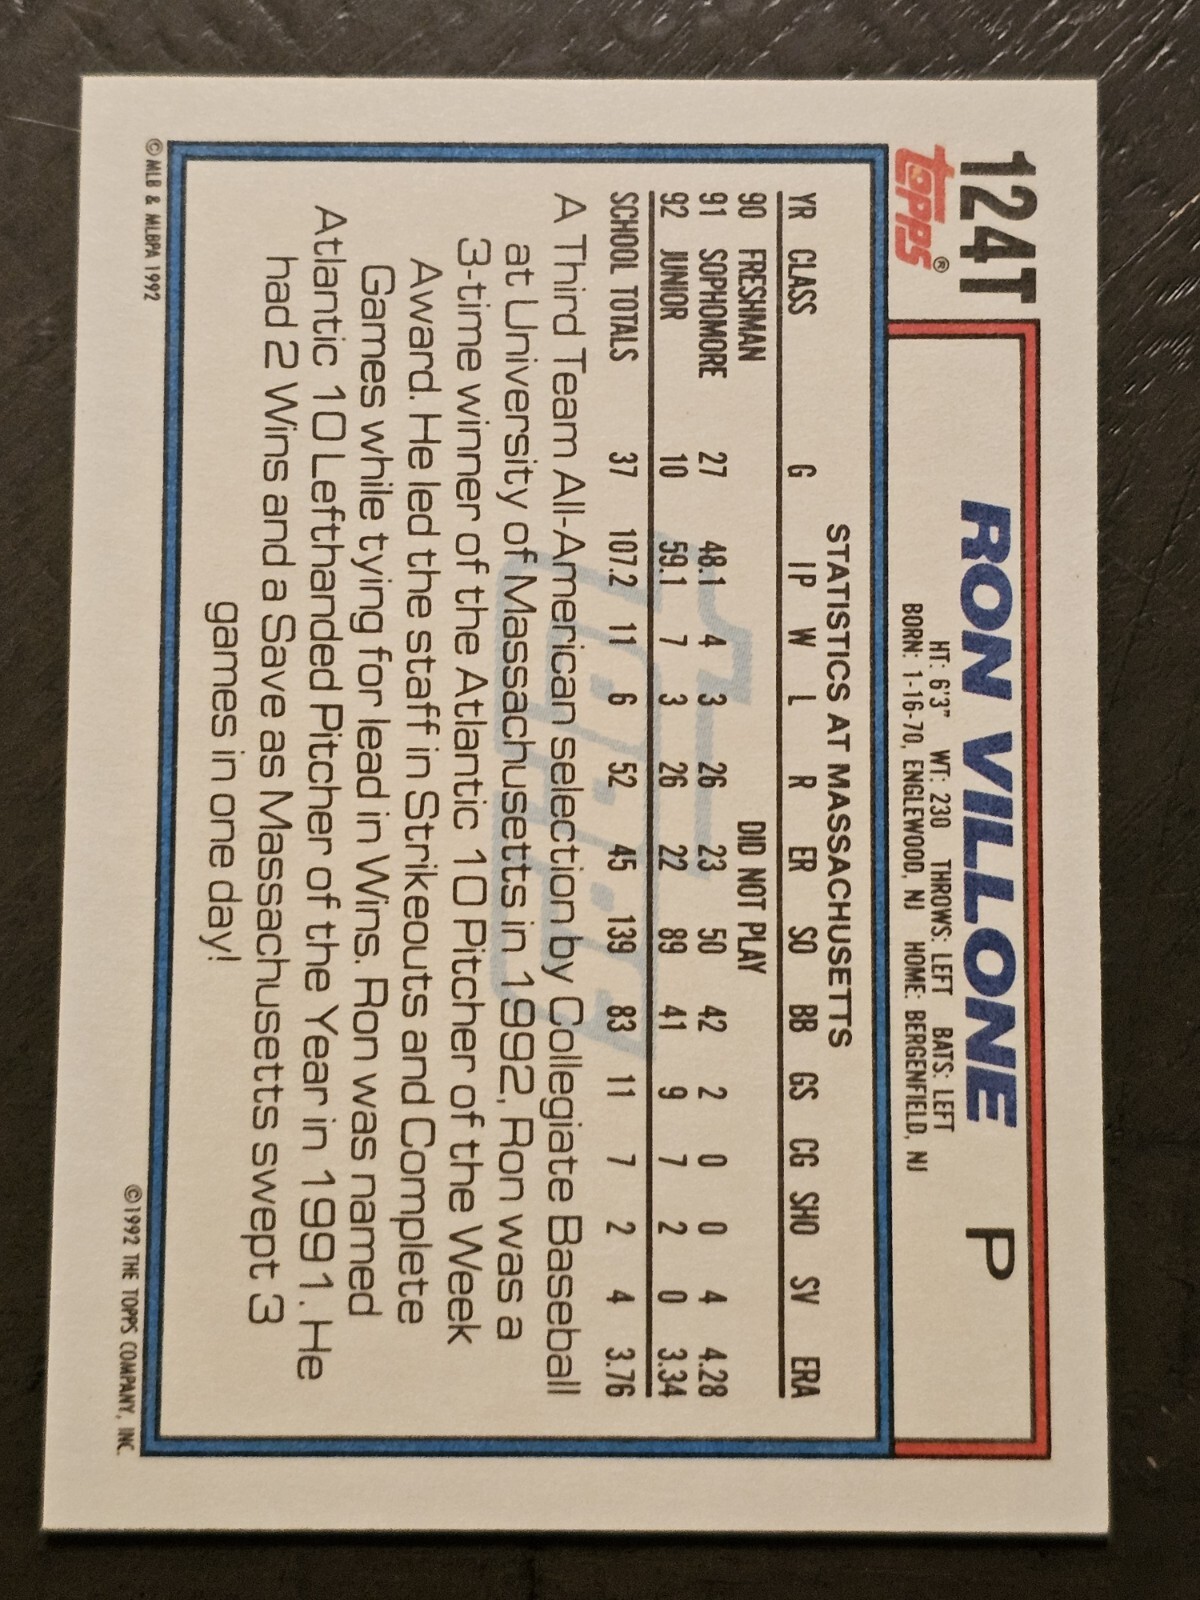 124T RON VILLONE P
topps®
HT: 6'3" WT: 230 THROWS: LEFT BATS: LEFT
BORN: 1-16-70, ENGLEWOOD, NJ HOME: BERGENFIELD, NJ
STATISTICS AT MASSACHUSETTS
YR CLASS G IP W L R ER SO BB GS CG SHO SV ERA
90 FRESHMAN DID NOT PLAY
91 SOPHOMORE 27 48.1 4 3 26 23 50 42 2 0 0 4 4.28
92 JUNIOR 10 59.1 7 3 26 22 89 41 9 7 2 0 3.34
SCHOOL TOTALS 37 107.2 11 6 52 45 139 83 11 7 2 4 3.76
A Third Team All-American selection by Collegiate Baseball
at University of Massachusetts in 1992, Ron was a
3-time winner of the Atlantic 10 Pitcher of the Week
Award. He led the staff in Strikeouts and Complete
Games while tying for lead in Wins. Ron was named
Atlantic 10 Lefthanded Pitcher of the Year in 1991. He
had 2 Wins and a Save as Massachusetts swept 3
games in one day!
© MLB & MLBPA 1992
©1992 THE TOPPS COMPANY, INC.